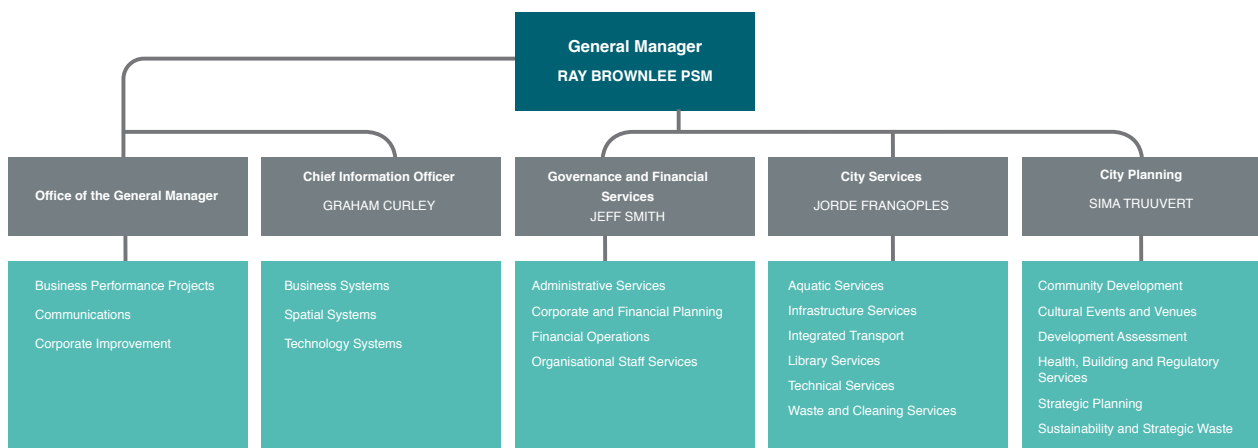 General Manager
RAY BROWNLEE PSM
Office of the General Manager
Chief Information Officer
GRAHAM CURLEY
Governance and Financial
Services
JEFF SMITH
City Services
JORDE FRANGOPLES
City Planning
SIMA TRUUVERT
Business Performance Projects
Communications
Corporate Improvement
Business Systems
Spatial Systems
Technology Systems
Administrative Services
Corporate and Financial Planning
Financial Operations
Organisational Staff Services
Aquatic Services
Infrastructure Services
Integrated Transport
Library Services
Technical Services
Waste and Cleaning Services
Community Development
Cultural Events and Venues
Development Assessment
Health, Building and Regulatory
Services
Strategic Planning
Sustainability and Strategic Waste